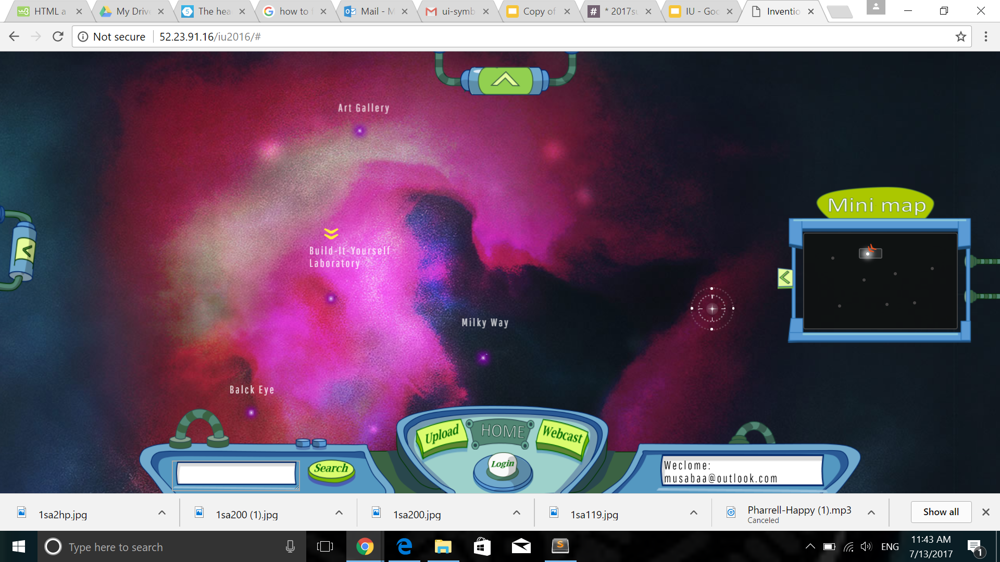 HTML a
My Drive
The hea
how to f
Mail - M
ui-symb
Copy of
* 2017su
IU - Goo
Inventio
Not secure
52.23.91.16/iu2016/#
Art Gallery
Mini map
Build-It-Yourself
Laboratory
Milky Way
Balck Eye
Upload
HOME
Webcast
Login
Search
Weclome:
musabaa@outlook.com
1sa2hp.jpg
1sa200 (1).jpg
1sa200.jpg
1sa119.jpg
Pharrell-Happy (1).mp3
Canceled
Show all
Type here to search
ENG
11:43 AM
7/13/2017
1